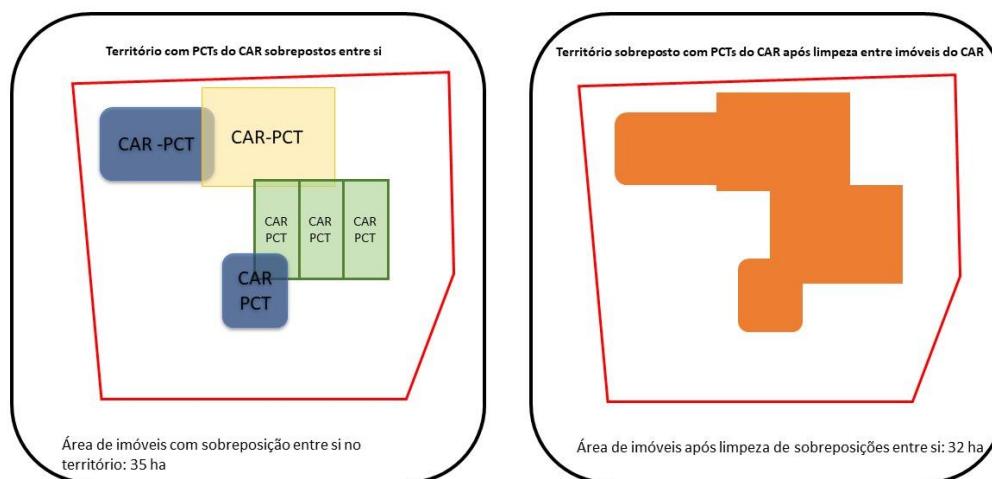 Território com PCTs do CAR sobrepostos entre si
CAR -PCT
CAR-PCT
CAR
PCT
CAR
PCT
CAR
PCT
CAR
PCT
Área de imóveis com sobreposição entre si no
território: 35 ha
Território sobreposto com PCTs do CAR após limpeza entre imóveis do CAR
Área de imóveis após limpeza de sobreposições entre si: 32 ha